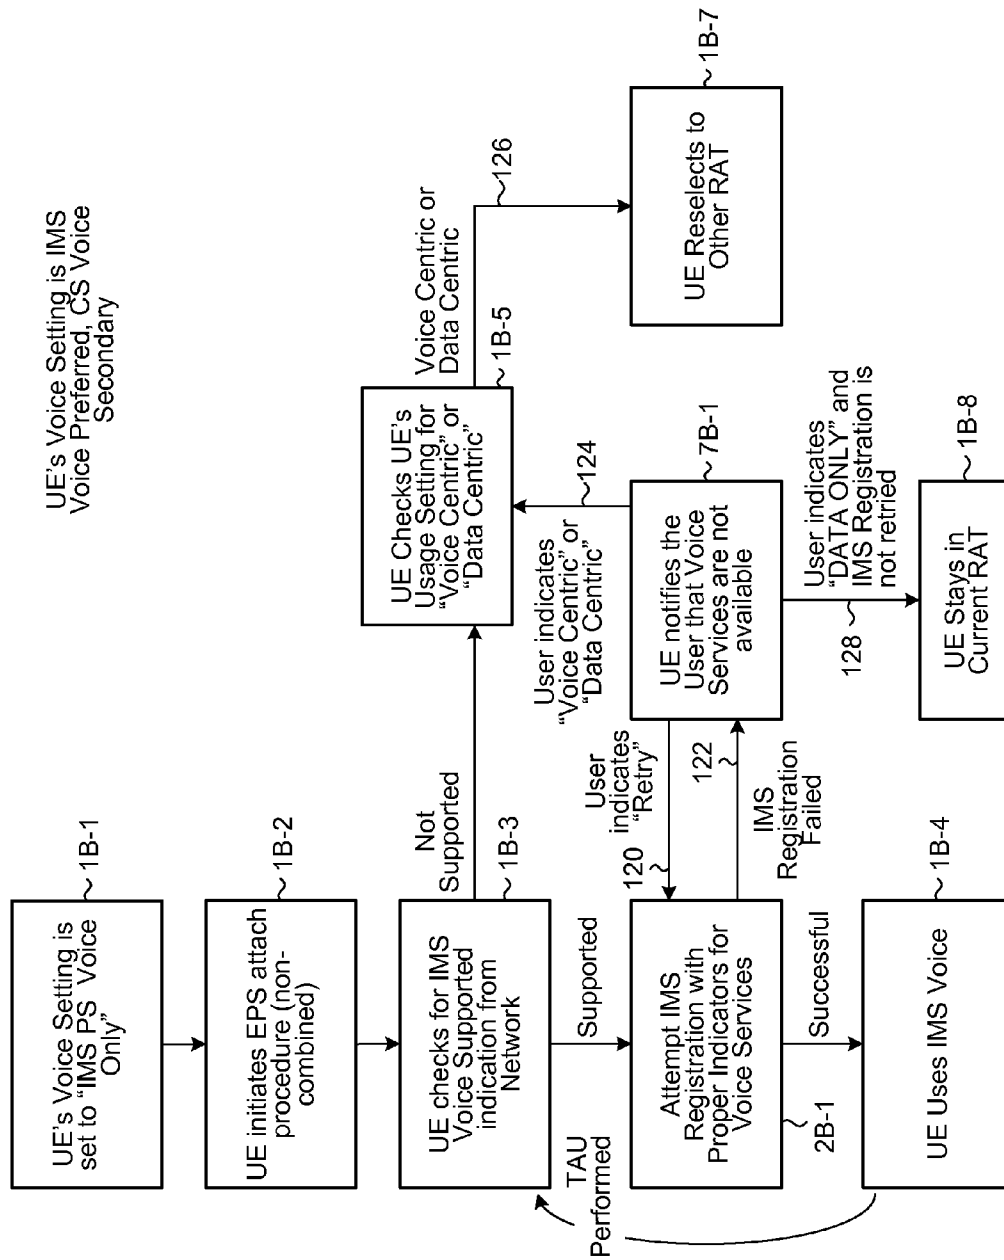 UE's Voice Setting is IMS
Voice Preferred, CS Voice
Secondary
UE's Voice Setting is
set to "IMS PS Voice
Only"
1B-1
UE initiates EPS attach
procedure (non-
combined)
1B-2
UE checks for IMS
Voice Supported
indication from
Network
1B-3
Not
Supported
UE Checks UE's
Usage Setting for
"Voice Centric" or
"Data Centric"
1B-5
Voice Centric or
Data Centric
126
UE Reselects to
Other RAT
1B-7
Supported
TAU
Performed
Attempt IMS
Registration with
Proper Indicators for
Voice Services
2B-1
User
indicates
"Retry"
120
122
IMS
Registration
Failed
UE notifies the
User that Voice
Services are not
available
7B-1
User indicates
"Voice Centric" or
"Data Centric"
124
User indicates
"DATA ONLY" and
IMS Registration is
not retried
128
Successful
UE Uses IMS Voice
1B-4
UE Stays in
Current RAT
1B-8